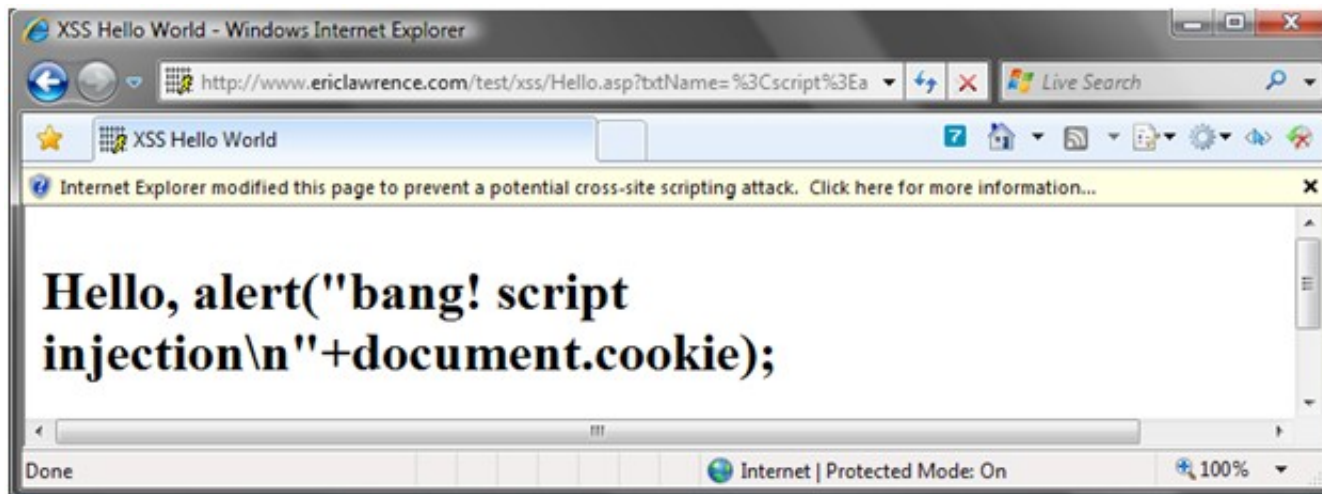 XSS Hello World - Windows Internet Explorer
http://www.ericlawrence.com/test/xss/Hello.asp?txtName=%3Cscript%3Ea
Live Search
XSS Hello World
7
Internet Explorer modified this page to prevent a potential cross-site scripting attack. Click here for more information...
Hello, alert("bang! script
injection\n"+document.cookie);
Done
Internet | Protected Mode: On
100%